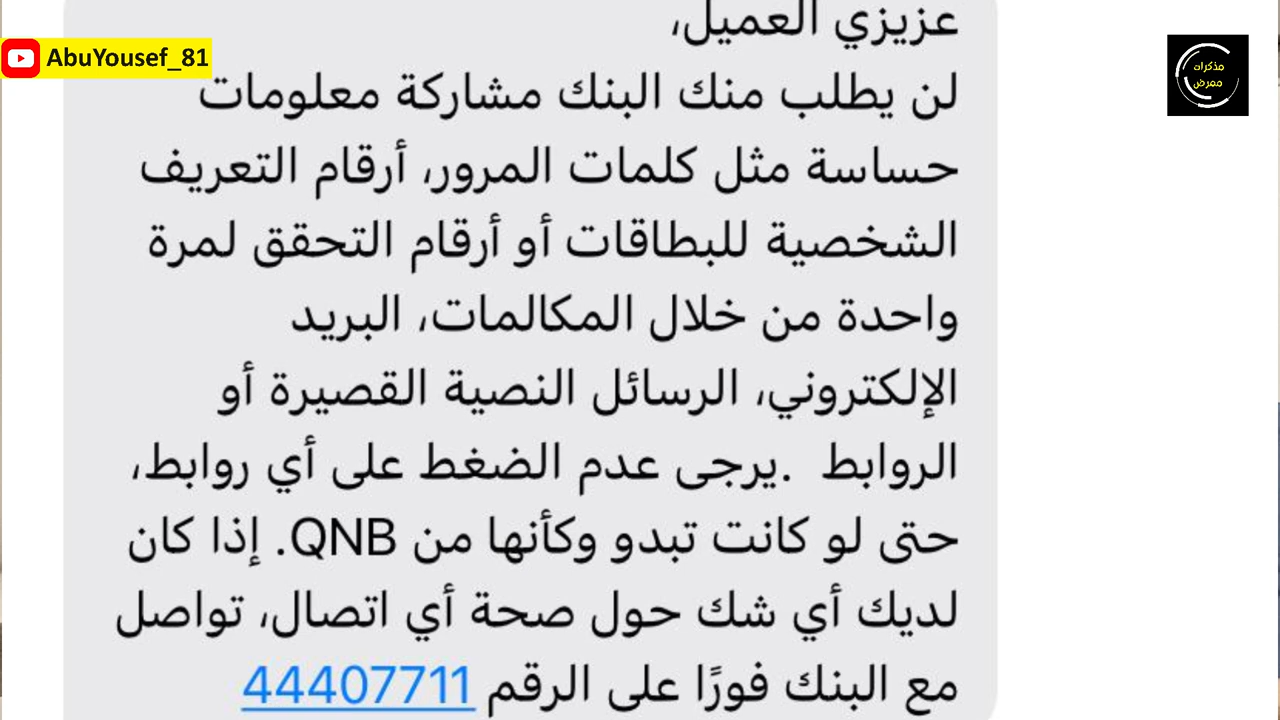 عزيزي العميل،
AbuYousef_81
مذكرات
ممرض
لن يطلب منك البنك مشاركة معلومات
حساسة مثل كلمات المرور، أرقام التعريف
الشخصية للبطاقات أو أرقام التحقق لمرة
واحدة من خلال المكالمات، البريد
الإلكتروني، الرسائل النصية القصيرة أو
الروابط .يرجى عدم الضغط على أي روابط،
حتى لو كانت تبدو وكأنها من QNB. إذا كان
لديك أي شك حول صحة أي اتصال، تواصل
مع البنك فورًا على الرقم 44407711